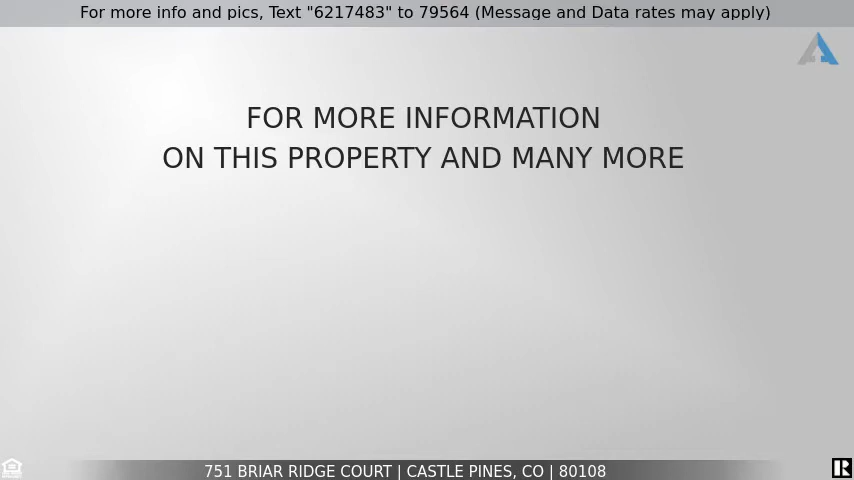 For more info and pics, Text "6217483" to 79564 (Message and Data rates may apply)
FOR MORE INFORMATION
ON THIS PROPERTY AND MANY MORE
751 BRIAR RIDGE COURT | CASTLE PINES, CO | 80108